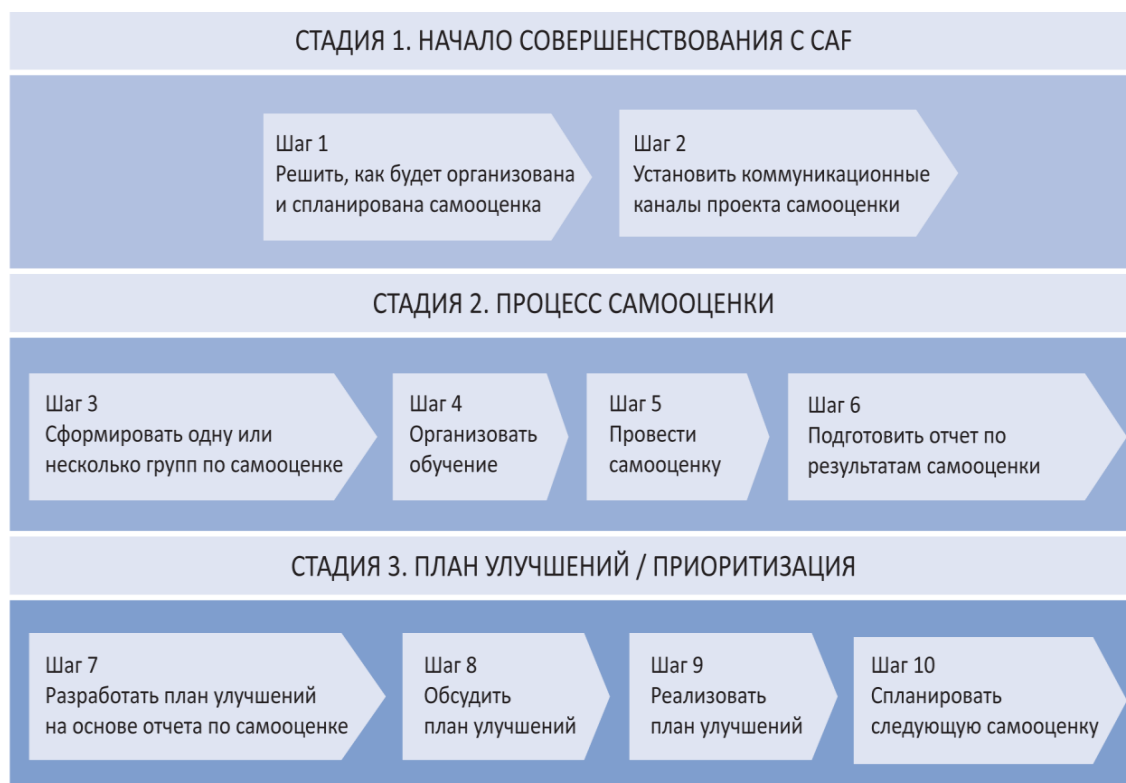 СТАДИЯ 1. НАЧАЛО СОВЕРШЕНСТВОВАНИЯ С CAF
Шаг 1
Решить, как будет организована
и спланирована самооценка
Шаг 2
Установить коммуникационные
каналы проекта самооценки
СТАДИЯ 2. ПРОЦЕСС САМООЦЕНКИ
Шаг 3
Сформировать одну или
несколько групп по самооценке
Шаг 4
Организовать
обучение
Шаг 5
Провести
самооценку
Шаг 6
Подготовить отчет по
результатам самооценки
СТАДИЯ 3. ПЛАН УЛУЧШЕНИЙ / ПРИОРИТИЗАЦИЯ
Шаг 7
Разработать план улучшений
на основе отчета по самооценке
Шаг 8
Обсудить
план улучшений
Шаг 9
Реализовать
план улучшений
Шаг 10
Спланировать
следующую самооценку